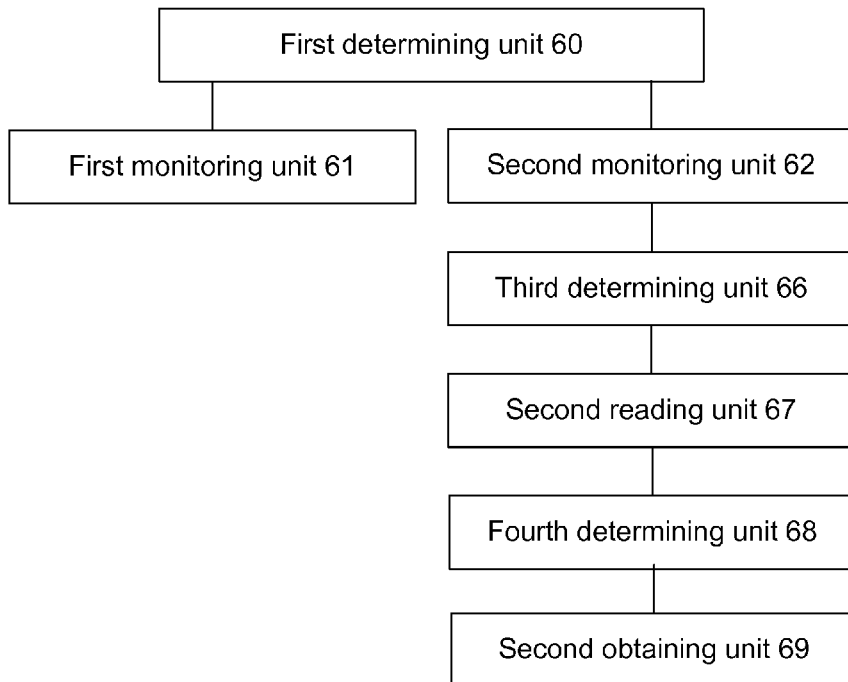 First determining unit 60
First monitoring unit 61
Second monitoring unit 62
Third determining unit 66
Second reading unit 67
Fourth determining unit 68
Second obtaining unit 69